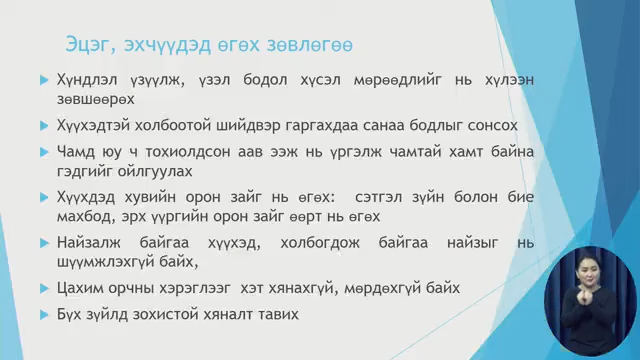 Эцэг, эхчүүдэд өгөх зөвлөгөө
Хүндлэл үзүүлж, үзэл бодол хүсэл мөрөөдлийг нь хүлээн
зөвшөөрөх
Хүүхэдтэй холбоотой шийдвэр гаргахдаа санаа бодлыг сонсох
Чамд юу ч тохиолдсон аав ээж нь үргэлж чамтай хамт байна
гэдгийг ойлгуулах
Хүүхдэд хувийн орон зайг нь өгөх: сэтгэл зүйн болон бие
махбод, эрх үүргийн орон зайг өөрт нь өгөх
Найзалж байгаа хүүхэд, холбогдож байгаа найзыг нь
шүүмжлэхгүй байх,
Цахим орчны хэрэглээг хэт хянахгүй, мөрдөхгүй байх
Бүх зүйлд зохистой хяналт тавих